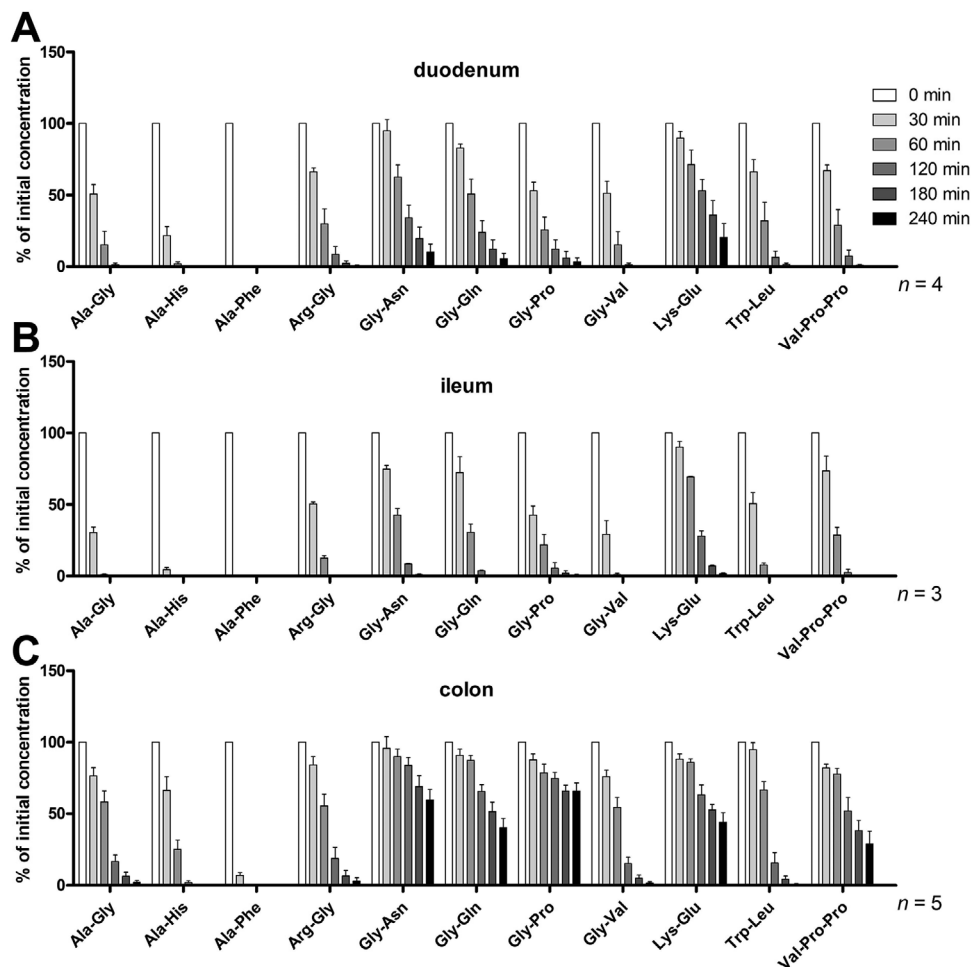 A
% of initial concentration
150
100
50
0
duodenum
0 min
30 min
60 min
120 min
180 min
240 min
Ala-Gly
Ala-His
Ala-Phe
Arg-Gly
Gly-Asn
Gly-Gln
Gly-Pro
Gly-Val
Lys-Glu
Trp-Leu
Val-Pro-Pro
n = 4
B
% of initial concentration
150
100
50
0
ileum
Ala-Gly
Ala-His
Ala-Phe
Arg-Gly
Gly-Asn
Gly-Gln
Gly-Pro
Gly-Val
Lys-Glu
Trp-Leu
Val-Pro-Pro
n = 3
C
% of initial concentration
150
100
50
0
colon
Ala-Gly
Ala-His
Ala-Phe
Arg-Gly
Gly-Asn
Gly-Gln
Gly-Pro
Gly-Val
Lys-Glu
Trp-Leu
Val-Pro-Pro
n = 5